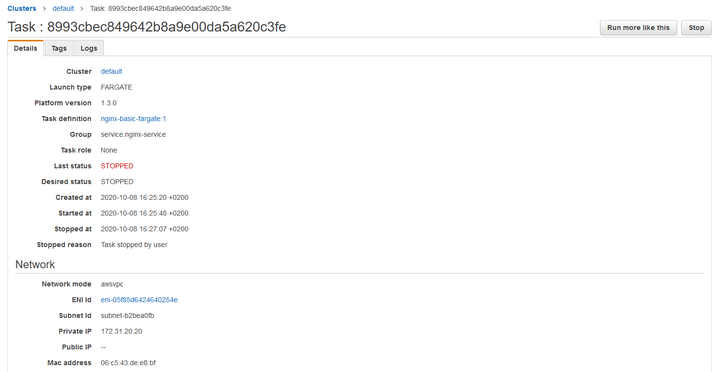 Clusters > default > Task: 8993cbec849642b8a9e00da5a620c3fe
Task : 8993cbec849642b8a9e00da5a620c3fe
Run more like this Stop
Details Tags Logs
Cluster default
Launch type FARGATE
Platform version 1.3.0
Task definition nginx-basic-fargate:1
Group service:nginx-service
Task role None
Last status STOPPED
Desired status STOPPED
Created at 2020-10-08 16:25:20 +0200
Started at 2020-10-08 16:25:48 +0200
Stopped at 2020-10-08 16:27:07 +0200
Stopped reason Task stopped by user
Network
Network mode awsvpc
ENI Id eni-05f85d6424640254e
Subnet Id subnet-b2bea0fb
Private IP 172.31.20.20
Public IP --
Mac address 06:c5:43:de:e8:bf